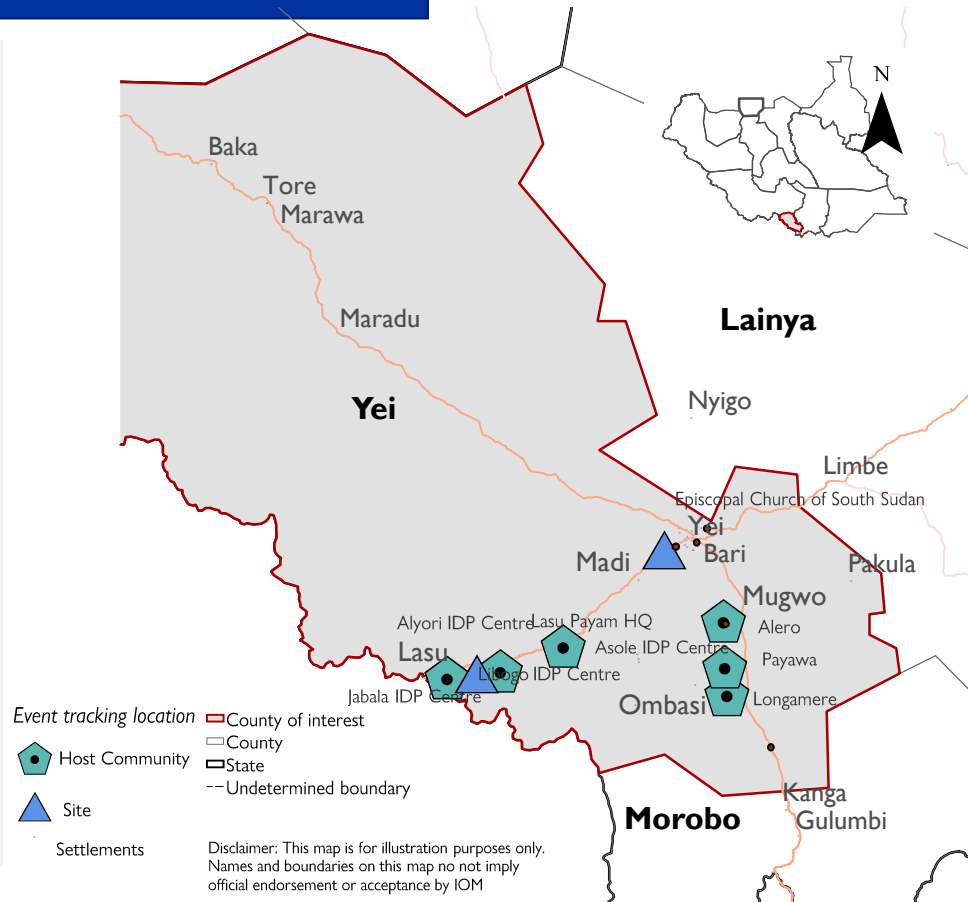 N
Baka
Tore
Marawa
Maradu
Lainya
Yei
Nyigo
Limbe
Episcopal Church of South Sudan
Yei
Bari
Madi
Pakula
Mugwo
Alyori IDP Centre
Lasu Payam HQ
Alero
Asole IDP Centre
Lasu
Payawa
Libogo IDP Centre
Jabala IDP Centre
Ombasi
Longamere
Event tracking location
Host Community
Site
Settlements
County of interest
County
State
Undetermined boundary
Kanga
Morobo
Gulumbi
Disclaimer: This map is for illustration purposes only.
Names and boundaries on this map no not imply
official endorsement or acceptance by IOM